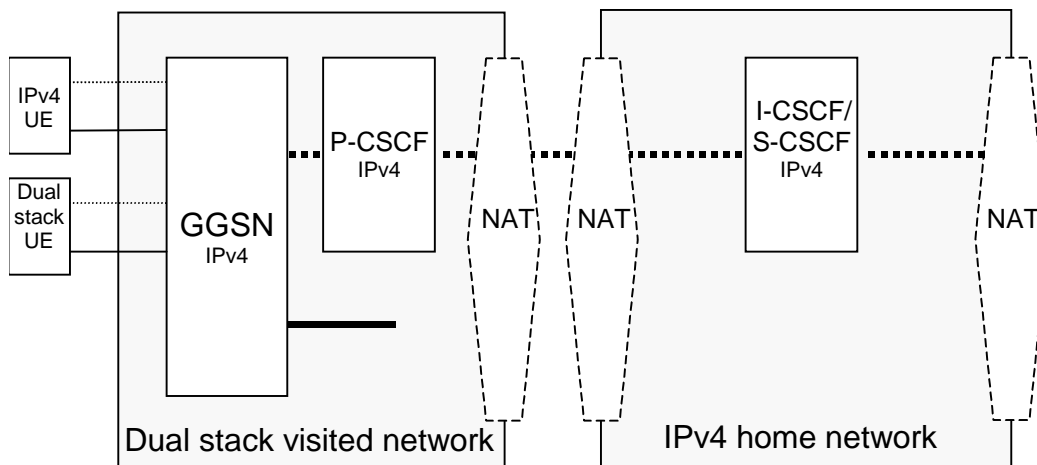 IPv4
UE
Dual
stack
UE
GGSN
IPv4
P-CSCF
IPv4
NAT
NAT
I-CSCF/
S-CSCF
IPv4
NAT
Dual stack visited network
IPv4 home network